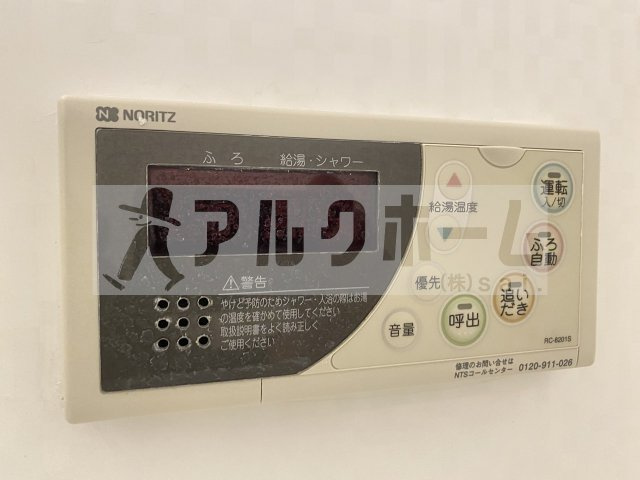 NORITZ
ふろ 給湯・シャワー
運転
入/切
給湯温度
アルクホーム
ふろ
自動
優先
(株)
警告
やけど予防のためシャワー・入浴の際はお湯
の温度を確かめて使用してください
取扱説明書をよく読み正しく
ご使用ください
追い
だき
音量
呼出
RC-8201S
修理のお問い合せは
NTSコールセンター 0120-911-026